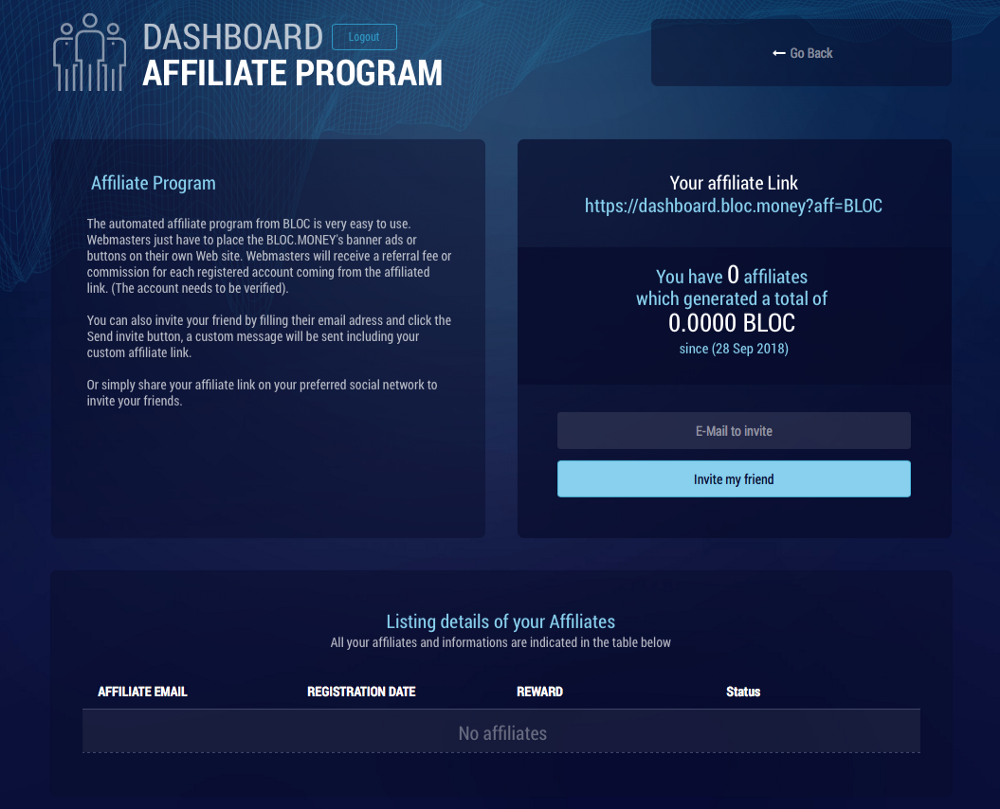 DASHBOARD
Logout
AFFILIATE PROGRAM
Go Back
Affiliate Program
The automated affiliate program from BLOC is very easy to use.
Webmasters just have to place the BLOC.MONEY's banner ads or
buttons on their own Web site. Webmasters will receive a referral fee or
commission for each registered account coming from the affiliated
link. (The account needs to be verified).
You can also invite your friend by filling their email adress and click the
Send invite button, a custom message will be sent including your
custom affiliate link.
Or simply share your affiliate link on your preferred social network to
invite your friends.
Your affiliate Link
https://dashboard.bloc.money?aff=BLOC
You have 0 affiliates
which generated a total of
0.0000 BLOC
since (28 Sep 2018)
E-Mail to invite
Invite my friend
Listing details of your Affiliates
All your affiliates and informations are indicated in the table below
AFFILIATE EMAIL REGISTRATION DATE REWARD Status
No affiliates